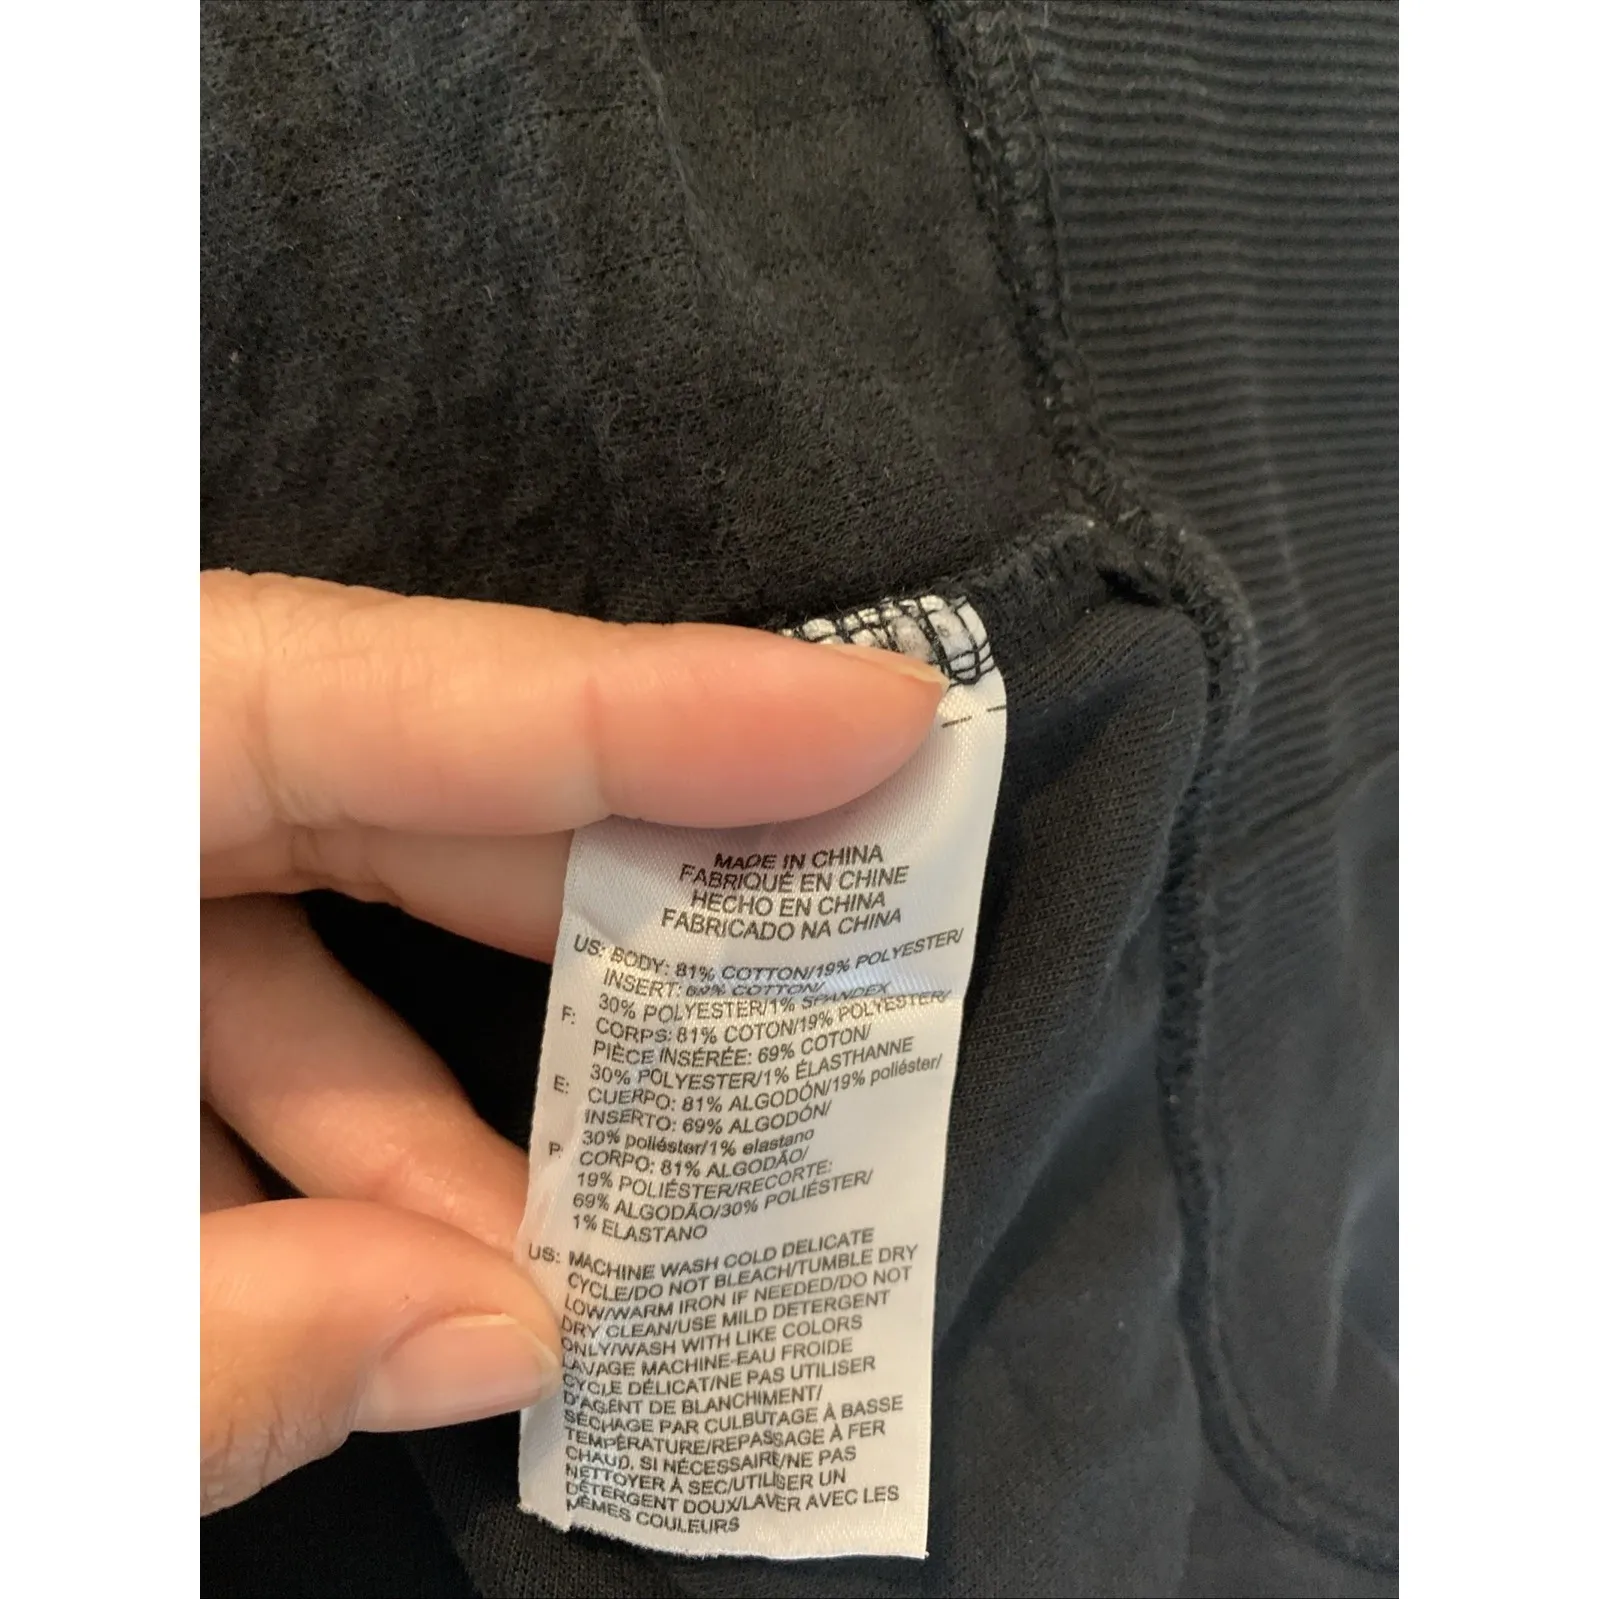 MADE IN CHINA
FABRIQUÉ EN CHINE
HECHO EN CHINA
FABRICADO NA CHINA
US: BODY: 81% COTTON/19% POLYESTER/
INSERT: 69% COTTON/
30% POLYESTER/1% SPANDEX
F: CORPS: 81% COTON/19% POLYESTER/
PIÈCE INSÉRÉE: 69% COTON/
30% POLYESTER/1% ÉLASTHANNE
E: CUERPO: 81% ALGODÓN/19% poliéster/
INSERTO: 69% ALGODÓN/
30% poliéster/1% elastano
P: CORPO: 81% ALGODÃO/
19% POLIÉSTER/RECORTE:
69% ALGODÃO/30% POLIÉSTER/
1% ELASTANO
US: MACHINE WASH COLD DELICATE
CYCLE/DO NOT BLEACH/TUMBLE DRY
LOW/WARM IRON IF NEEDED/DO NOT
DRY CLEAN/USE MILD DETERGENT
ONLY/WASH WITH LIKE COLORS
LAVAGE MACHINE-EAU FROIDE
CYCLE DÉLICAT/NE PAS UTILISER
D'AGENT DE BLANCHIMENT/
SÉCHAGE PAR CULBUTAGE À BASSE
TEMPÉRATURE/REPASSAGE À FER
CHAUD, SI NÉCESSAIRE/NE PAS
NETTOYER À SEC/UTILISER UN
DÉTERGENT DOUX/LAVER AVEC LES
MÊMES COULEURS